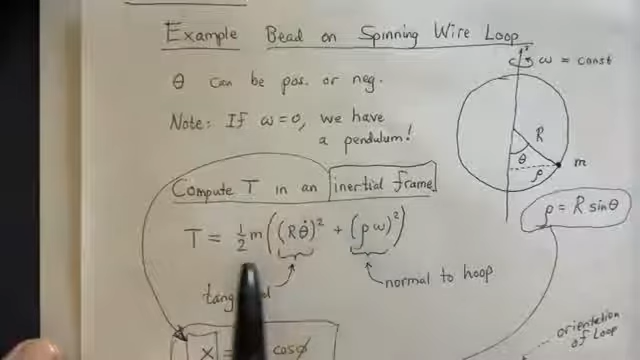 Example Bead on Spinning Wire Loop
θ can be pos. or neg.
Note: If ω=0, we have
a pendulum!
z
ω = const
R
θ
m
ρ
ρ = R sinθ
Compute T in an inertial frame
T = ½m((Rθ̇)² + (ρω)²)
normal to hoop
x = cosϕ
orientation
of Loop